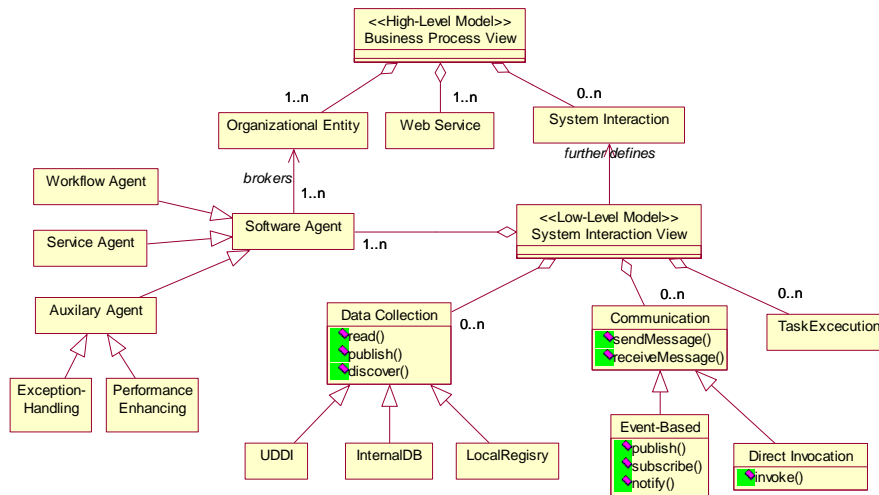 <<High-Level Model>>
Business Process View
1..n
1..n
0..n
Organizational Entity
Web Service
System Interaction
further defines
brokers
1..n
Workflow Agent
Service Agent
Software Agent
1..n
<<Low-Level Model>>
System Interaction View
Auxilary Agent
Data Collection
read()
publish()
discover()
0..n
0..n
Communication
sendMessage()
receiveMessage()
0..n
TaskExcecution
Exception-
Handling
Performance
Enhancing
UDDI
InternalDB
LocalRegisry
Event-Based
publish()
subscribe()
notify()
Direct Invocation
invoke()